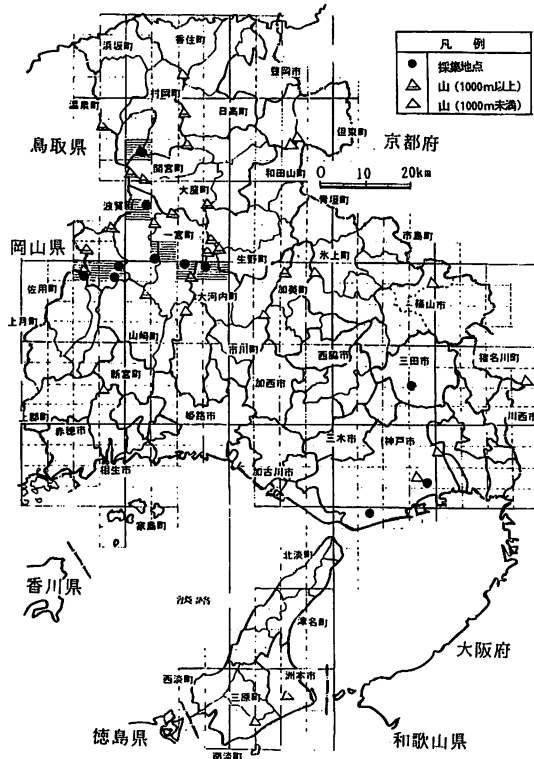 凡　例
採集地点
山 (1000m以上)
山 (1000m未満)
浜坂町
香住町
豊岡市
村岡町
温泉町
日高町
但東町
鳥取県
京都府
関宮町
和田山町
0 10 20km
大屋町
青垣町
波賀町
一宮町
市島町
岡山県
生野町
氷上町
佐用町
加美町
篠山市
大河内町
上月町
山崎町
市川町
西脇市
三田市
猪名川町
新宮町
加西市
川西市
上郡町
赤穂市
姫路市
三木市
神戸市
相生市
加古川市
家島町
北淡町
香川県
淡路
津名町
大阪府
西淡町
洲本市
三原町
徳島県
和歌山県
南淡町